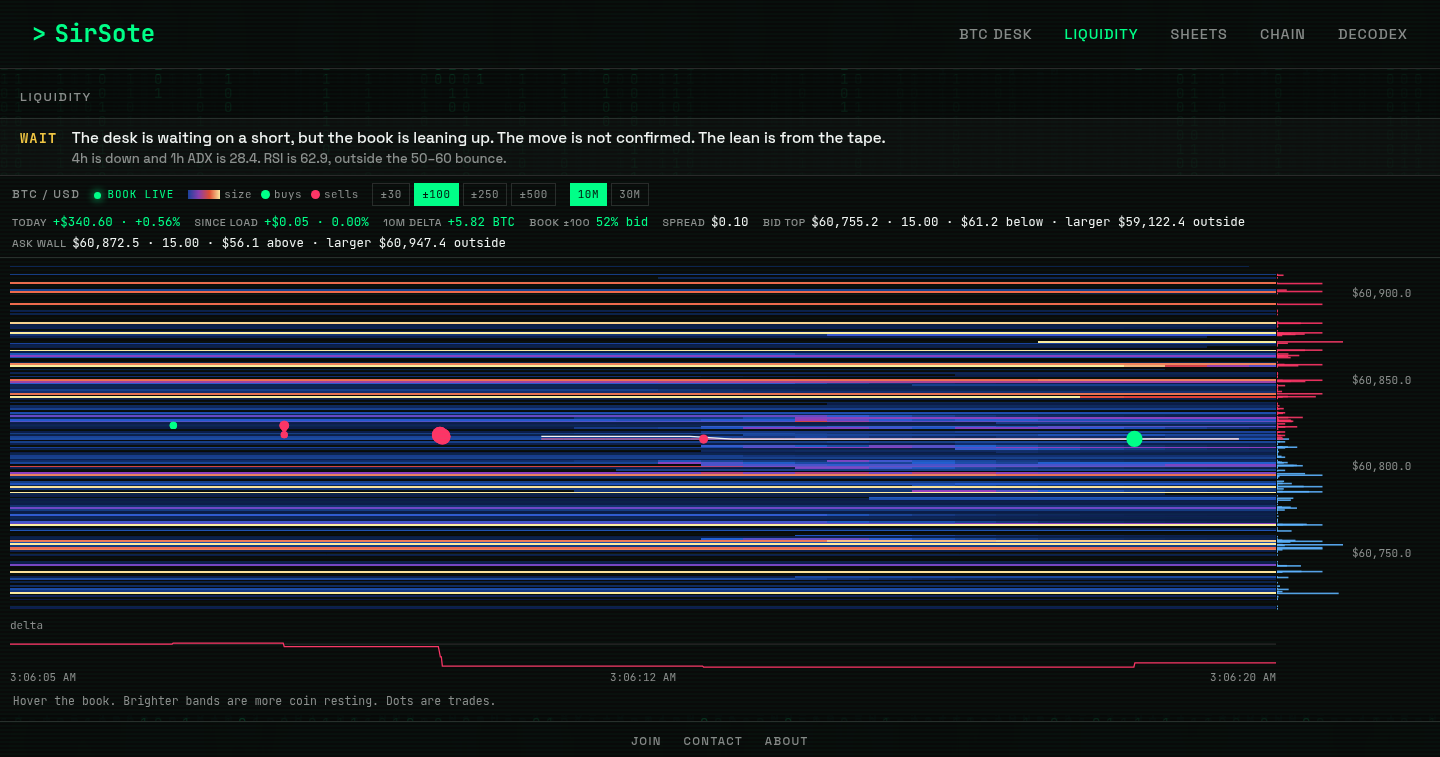 > SirSote
BTC DESK LIQUIDITY SHEETS CHAIN DECODEX
LIQUIDITY
WAIT The desk is waiting on a short, but the book is leaning up. The move is not confirmed. The lean is from the tape.
4h is down and 1h ADX is 28.4. RSI is 62.9, outside the 50–60 bounce.
BTC / USD BOOK LIVE size buys sells ±30 ±100 ±250 ±500 10M 30M
TODAY +$340.60 · +0.56% SINCE LOAD +$0.05 · 0.00% 10M DELTA +5.82 BTC BOOK ±100 52% bid SPREAD $0.10 BID TOP $60,755.2 · 15.00 · $61.2 below · larger $59,122.4 outside
ASK WALL $60,872.5 · 15.00 · $56.1 above · larger $60,947.4 outside
$60,900.0
$60,850.0
$60,800.0
$60,750.0
delta
3:06:05 AM 3:06:12 AM 3:06:20 AM
Hover the book. Brighter bands are more coin resting. Dots are trades.
JOIN CONTACT ABOUT